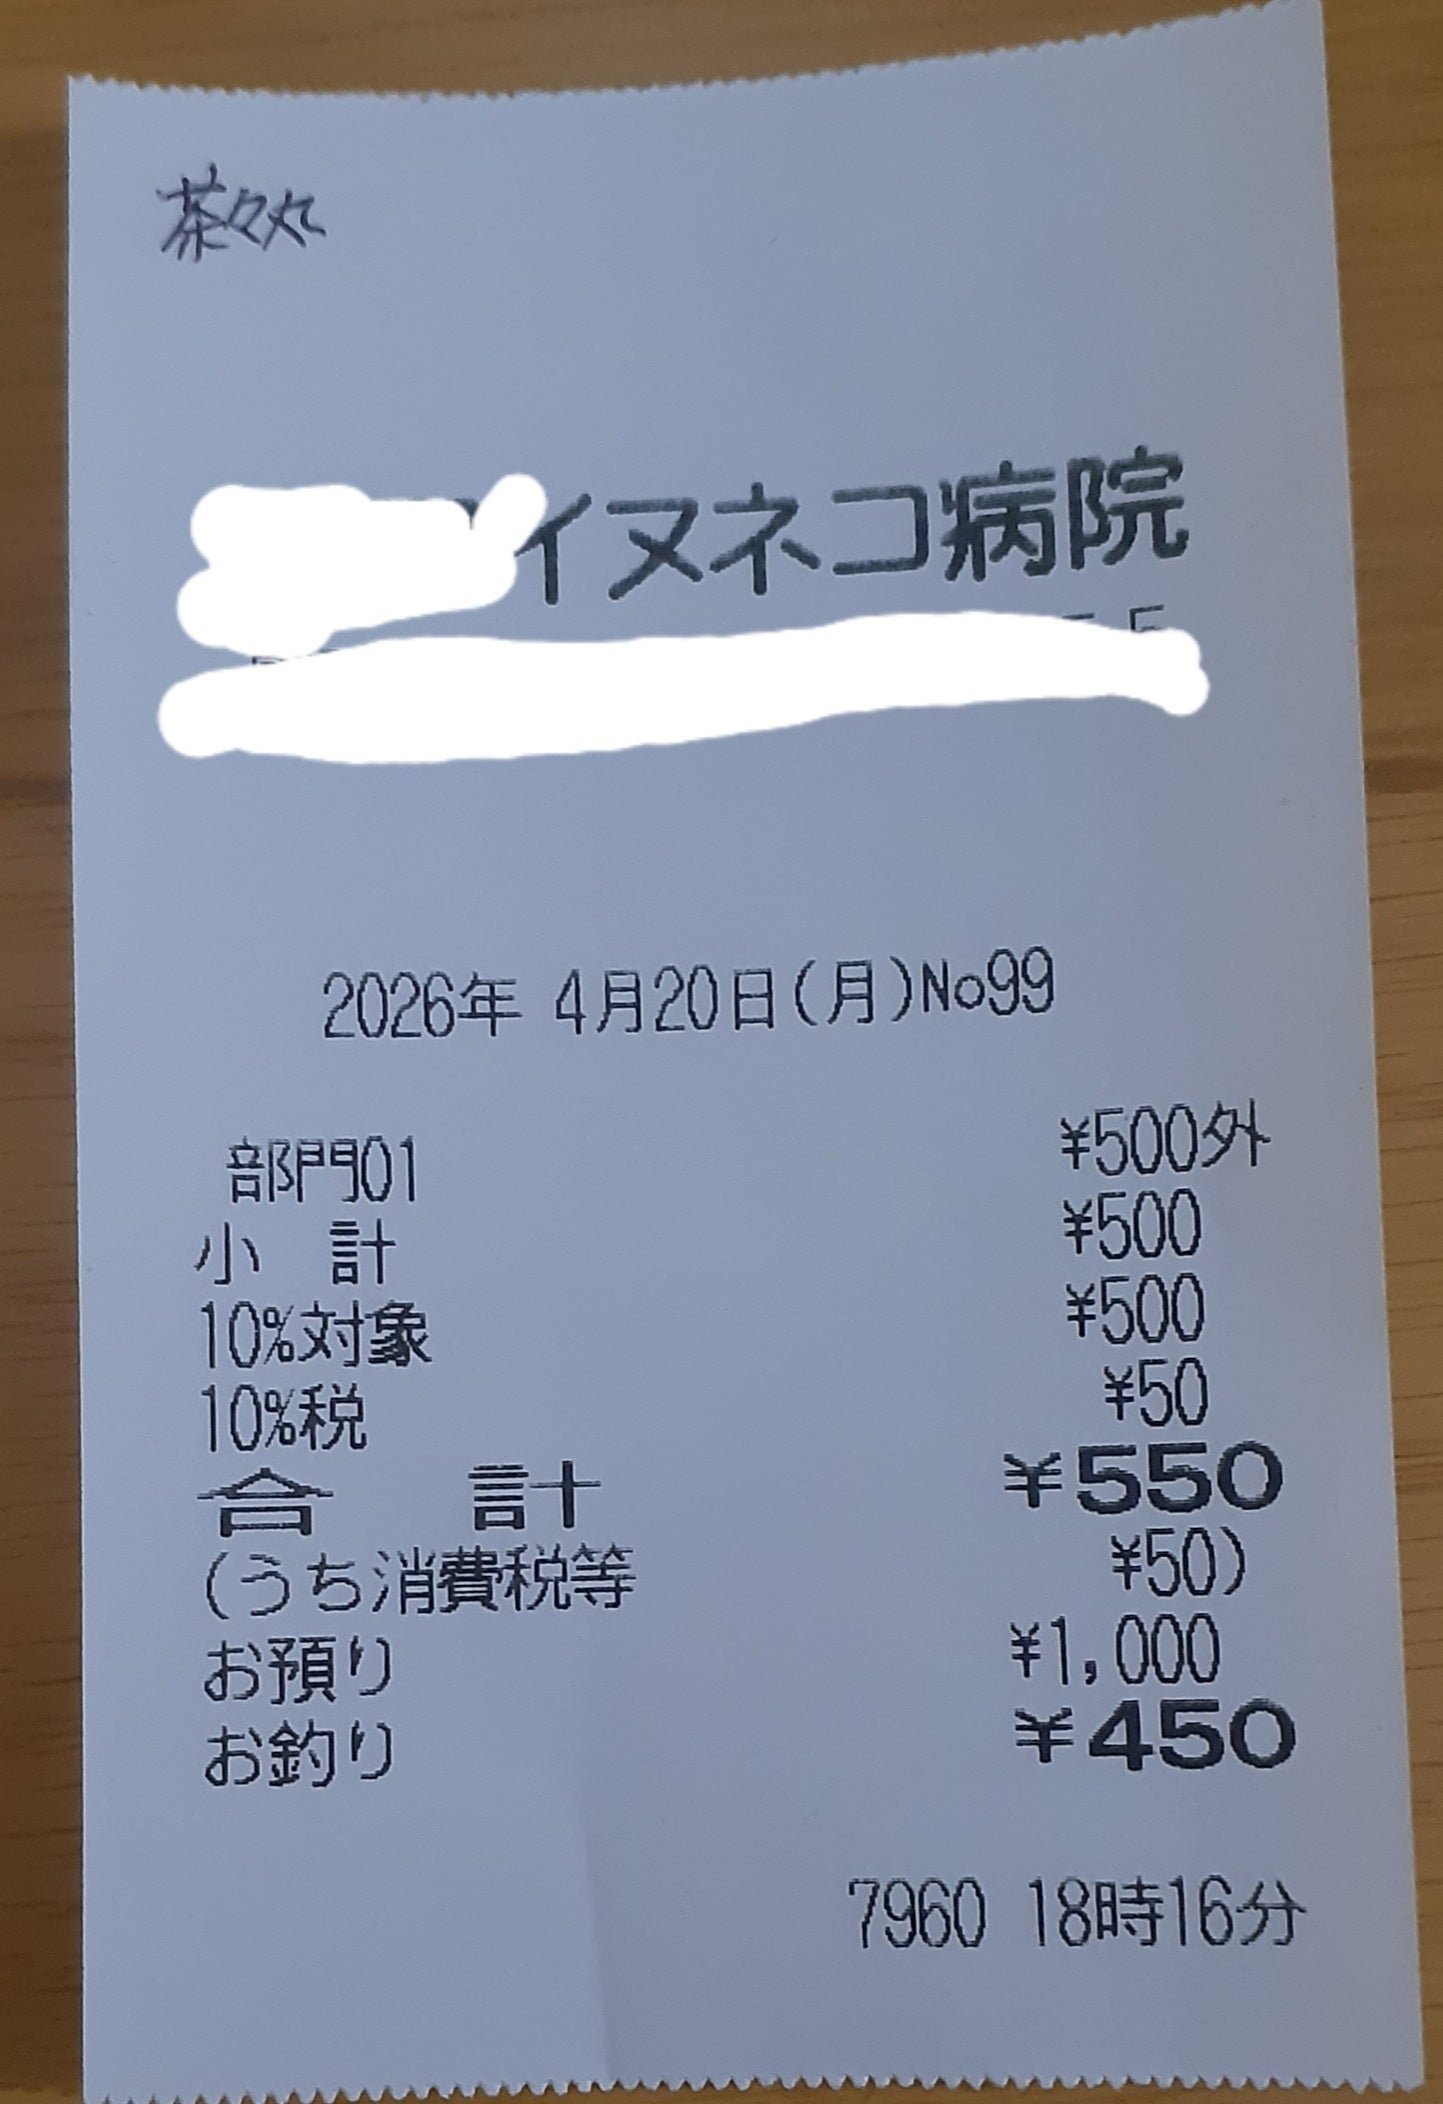 茶々丸
イヌネコ病院
2026年 4月20日(月)No99
部門01 ¥500外
小 計 ¥500
10%対象 ¥500
10%税 ¥50
合 計 ¥550
(うち消費税等 ¥50)
お預り ¥1,000
お釣り ¥450
7960 18時16分